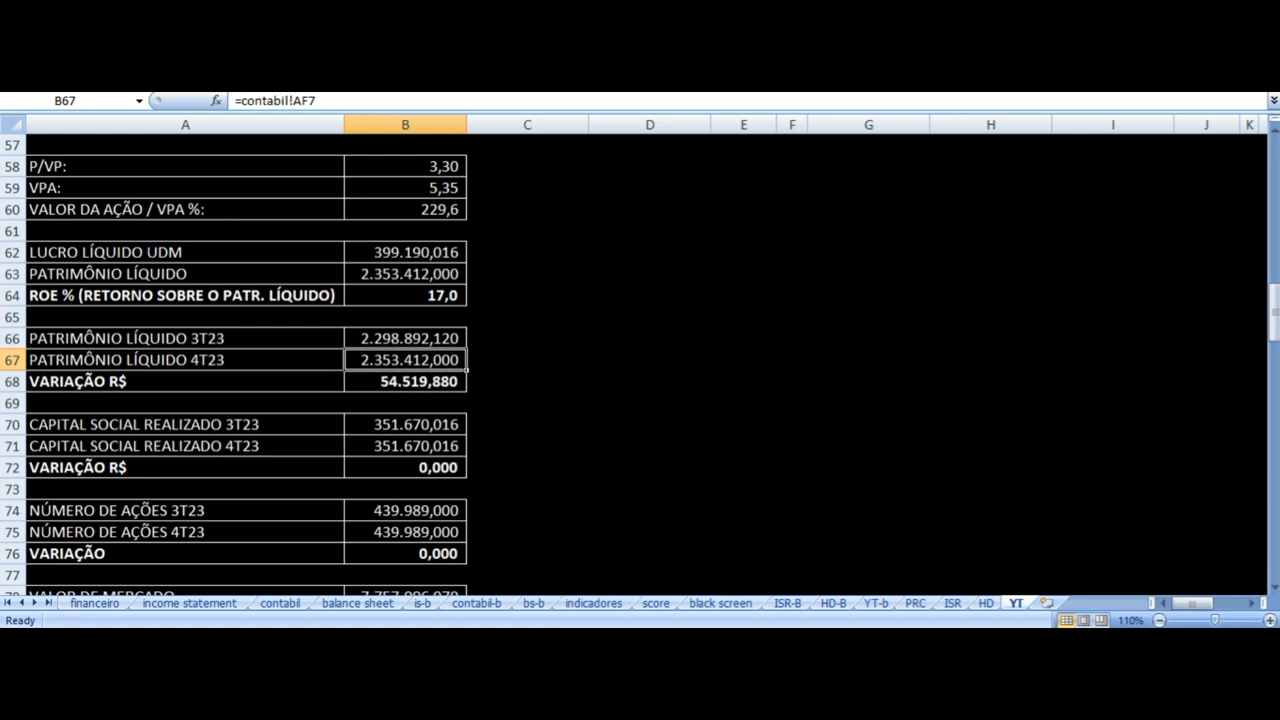 B67 fx =contabil!AF7
A B C D E F G H I J K
57
58 P/VP: 3,30
59 VPA: 5,35
60 VALOR DA AÇÃO / VPA %: 229,6
61
62 LUCRO LÍQUIDO UDM 399.190,016
63 PATRIMÔNIO LÍQUIDO 2.353.412,000
64 ROE % (RETORNO SOBRE O PATR. LÍQUIDO) 17,0
65
66 PATRIMÔNIO LÍQUIDO 3T23 2.298.892,120
67 PATRIMÔNIO LÍQUIDO 4T23 2.353.412,000
68 VARIAÇÃO R$ 54.519,880
69
70 CAPITAL SOCIAL REALIZADO 3T23 351.670,016
71 CAPITAL SOCIAL REALIZADO 4T23 351.670,016
72 VARIAÇÃO R$ 0,000
73
74 NÚMERO DE AÇÕES 3T23 439.989,000
75 NÚMERO DE AÇÕES 4T23 439.989,000
76 VARIAÇÃO 0,000
77
VALOR DE MERCADO
financeiro income statement contabil balance sheet is-b contabil-b bs-b indicadores score black screen ISR-B HD-B YT-b PRC ISR HD YT
Ready 110%